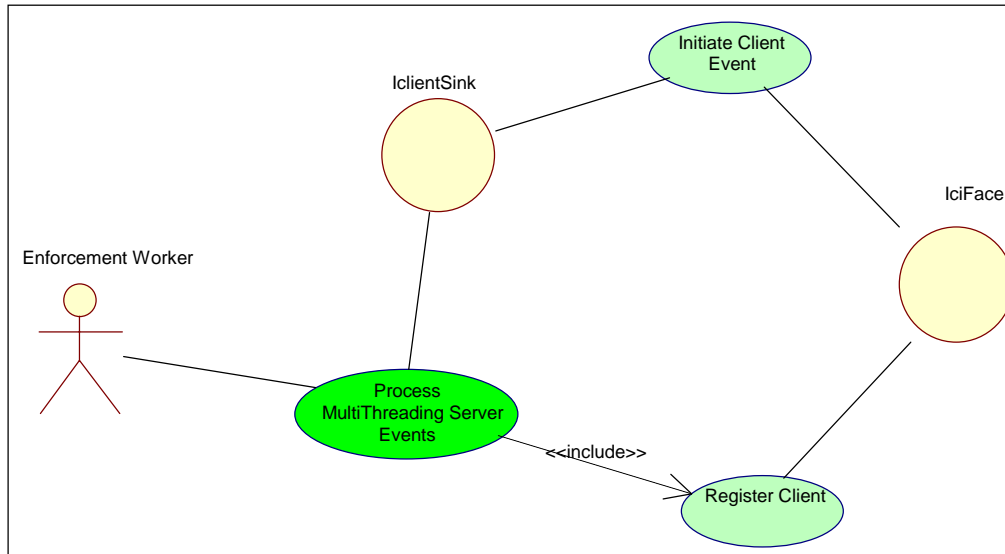 Initiate Client
Event
IclientSink
IciFace
Enforcement Worker
Process
MultiThreading Server
Events
<<include>>
Register Client